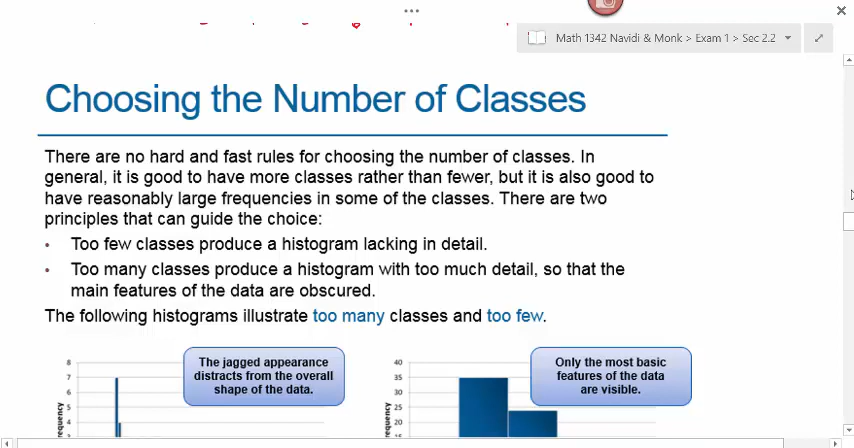 Math 1342 Navidi & Monk > Exam 1 > Sec 2.2
Choosing the Number of Classes
There are no hard and fast rules for choosing the number of classes. In
general, it is good to have more classes rather than fewer, but it is also good to
have reasonably large frequencies in some of the classes. There are two
principles that can guide the choice:
• Too few classes produce a histogram lacking in detail.
• Too many classes produce a histogram with too much detail, so that the
main features of the data are obscured.
The following histograms illustrate too many classes and too few.
The jagged appearance
distracts from the overall
shape of the data.
8
7
6
5
4
Only the most basic
features of the data
are visible.
40
35
30
25
20